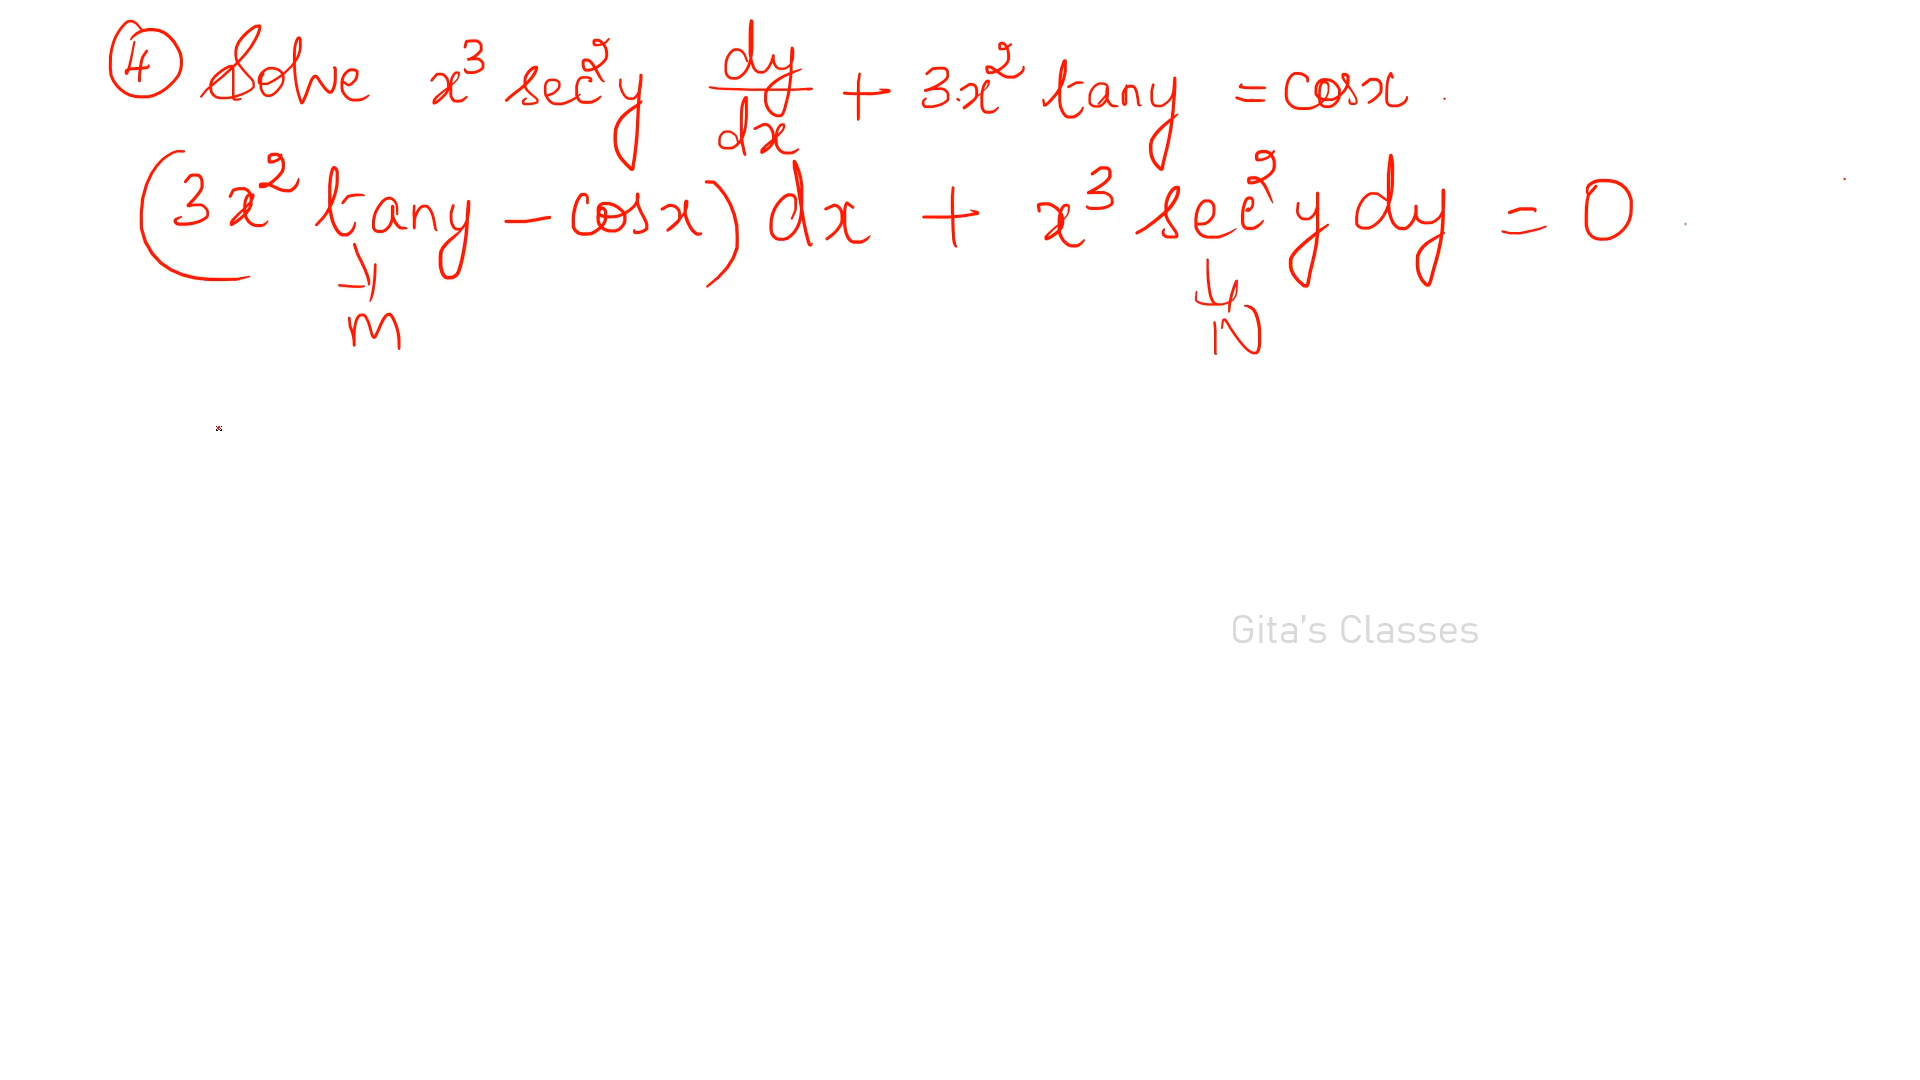 ④ Solve x³ sec²y dy/dx + 3x² tany = cosx.
(3x² tany - cosx) dx + x³ sec²y dy = 0
M N
Gita's Classes